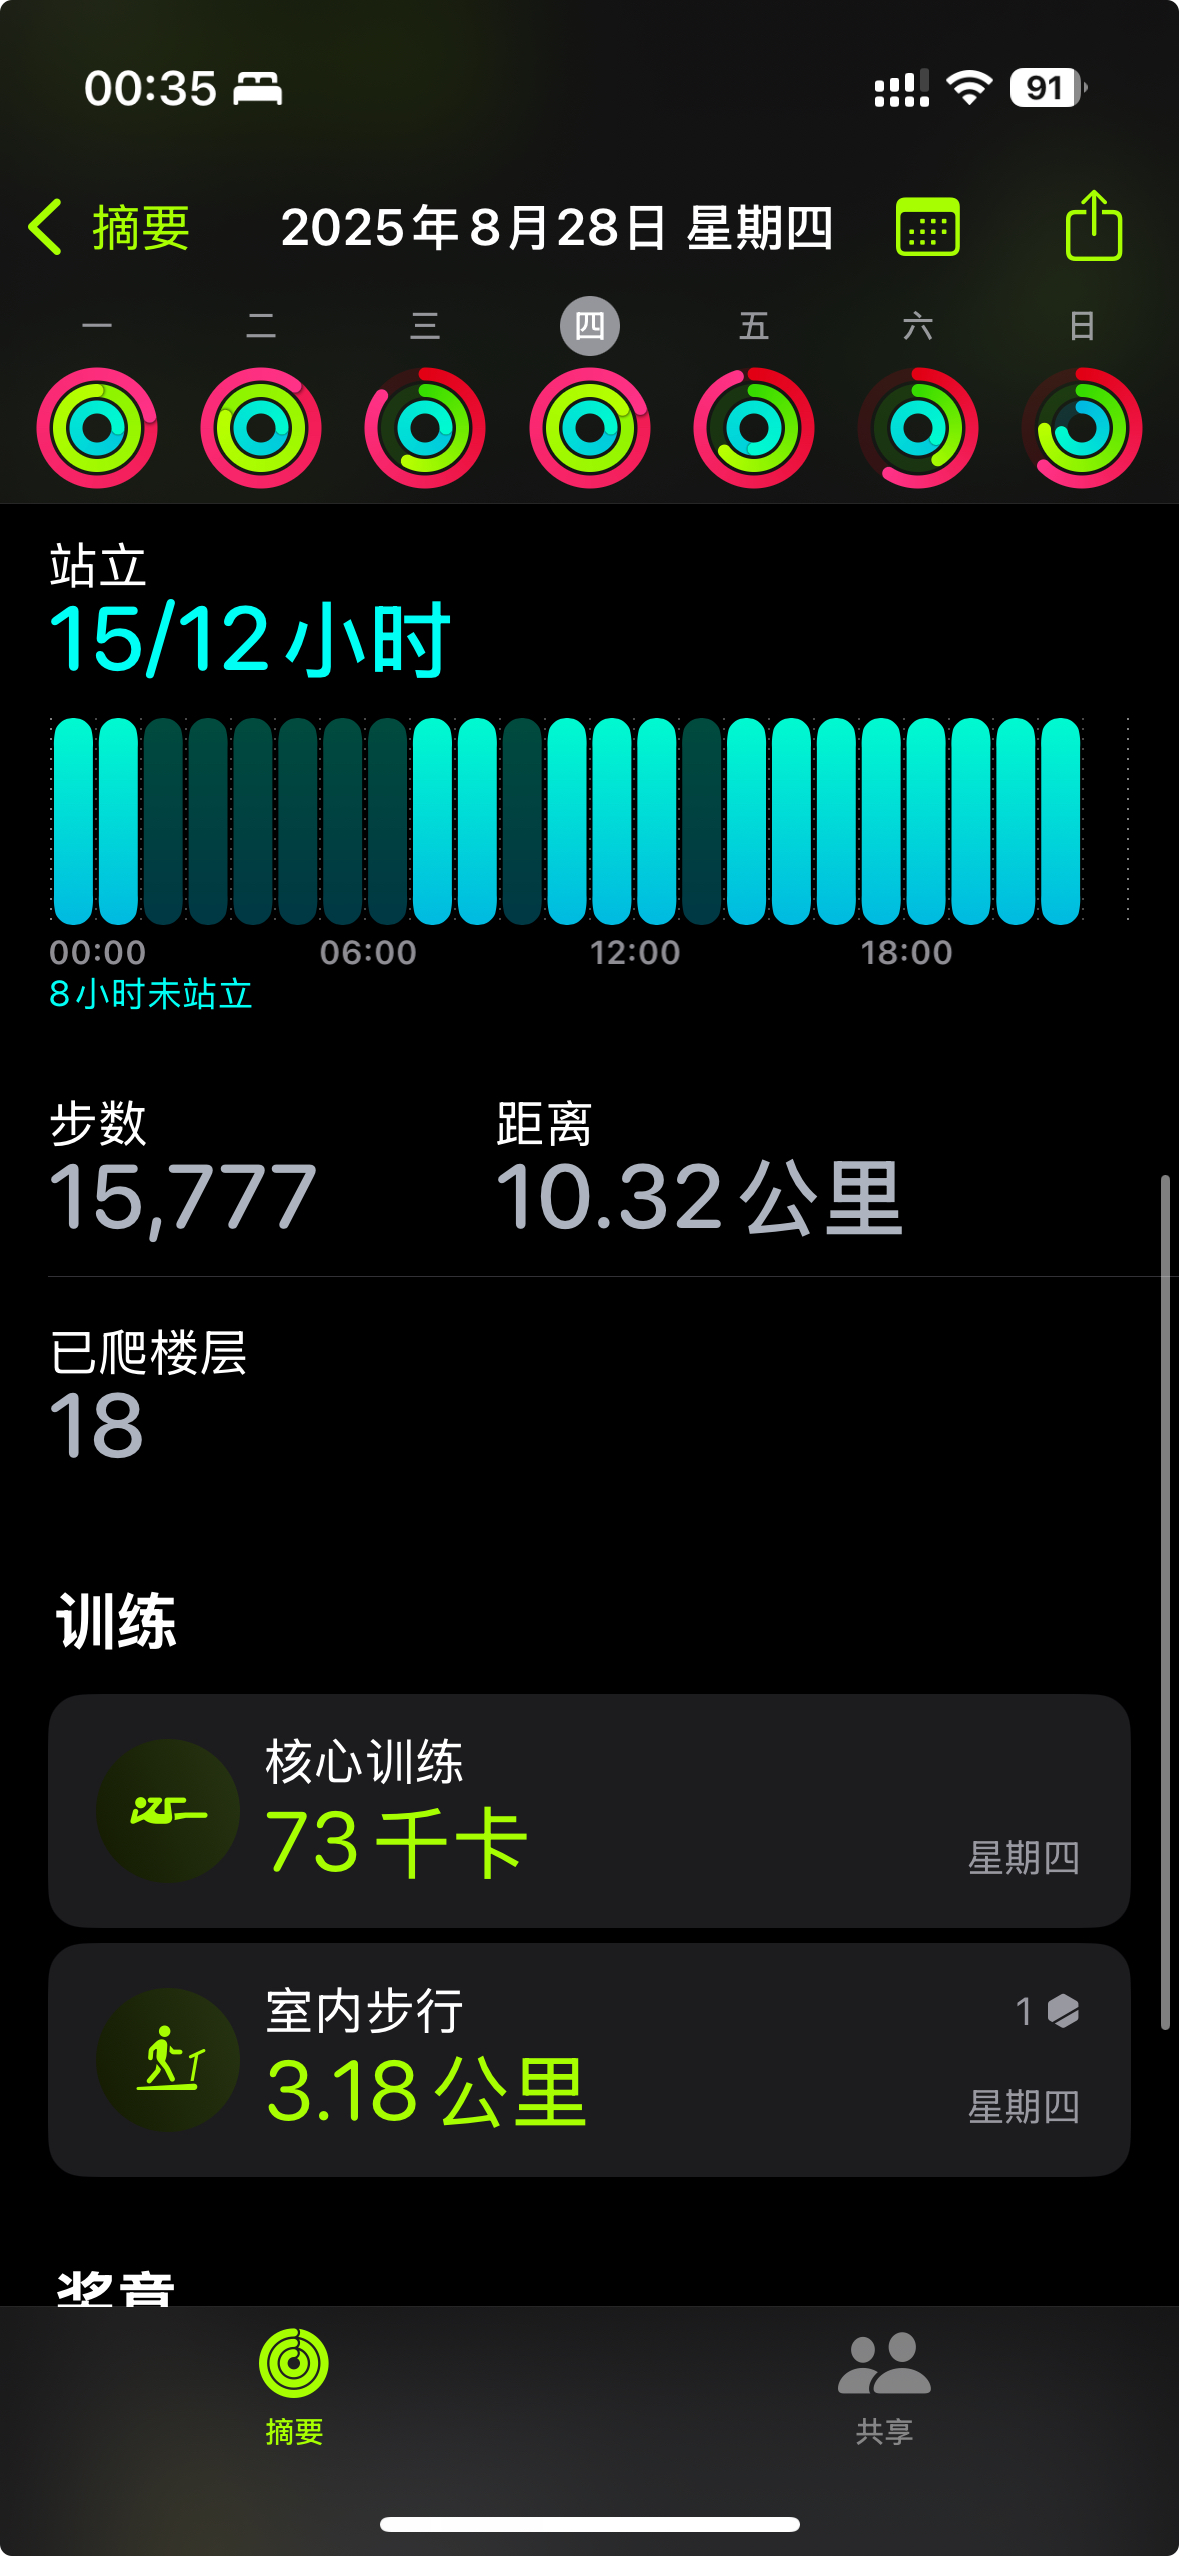 00:35
91
摘要
2025年8月28日 星期四
一 二 三 四 五 六 日
站立
15/12小时
00:00 06:00 12:00 18:00
8小时未站立
步数 距离
15,777 10.32公里
已爬楼层
18
训练
核心训练
73千卡
星期四
室内步行
1
3.18公里
星期四
奖章
摘要 共享